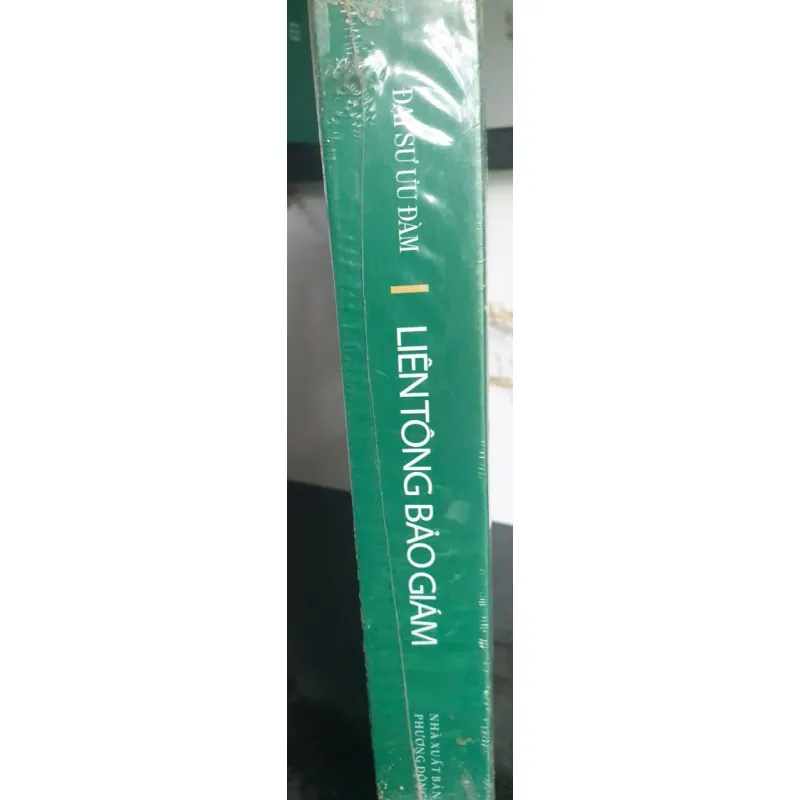 ĐẠI SƯ ƯU ĐÀM
LIÊN TÔNG BẢO GIÁM
NHÀ XUẤT BẢN
PHƯƠNG ĐÔNG